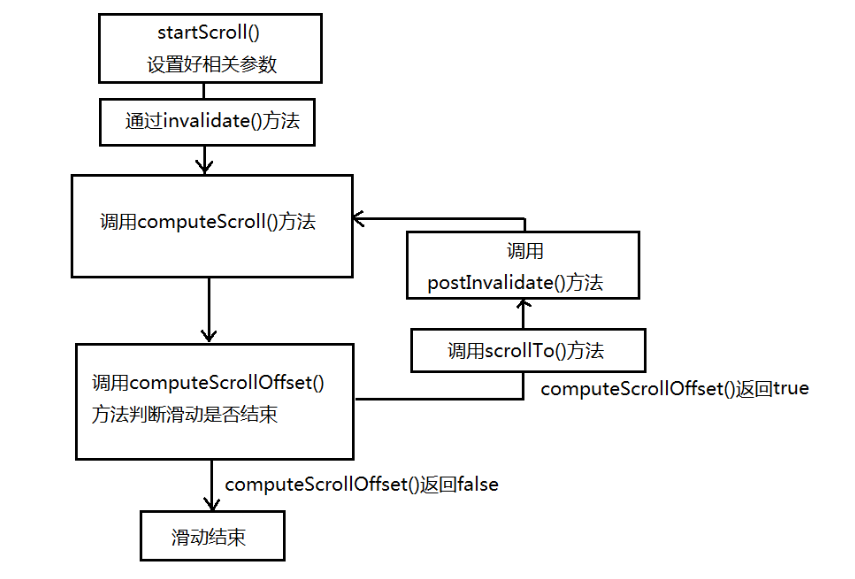 startScroll()
设置好相关参数
通过invalidate()方法
调用computeScroll()方法
调用
postInvalidate()方法
调用scrollTo()方法
调用computeScrollOffset()
方法判断滑动是否结束
computeScrollOffset()返回true
computeScrollOffset()返回false
滑动结束